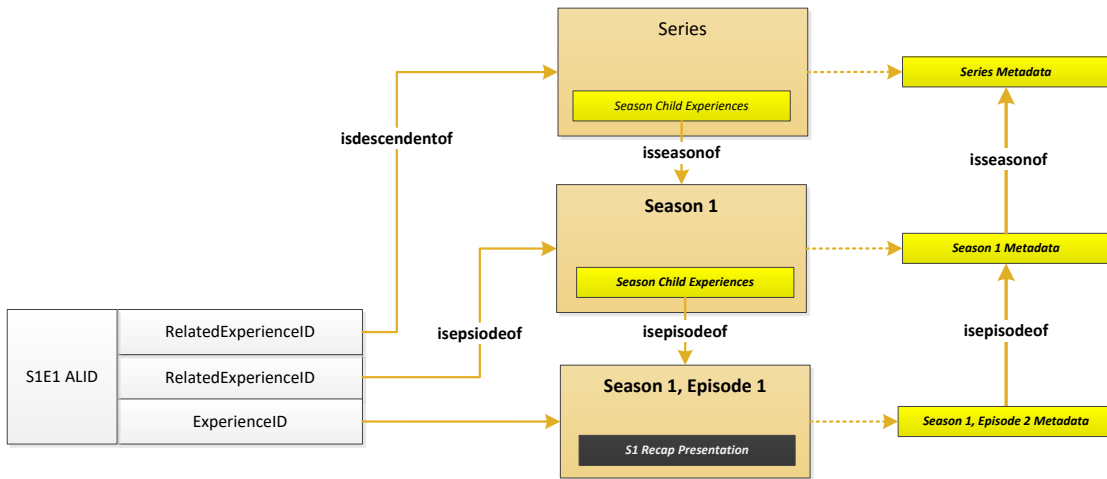 Series
Series Metadata
Season Child Experiences
isdescendentof
isseasonof
isseasonof
Season 1
Season 1 Metadata
Season Child Experiences
RelatedExperienceID
isepsiodeof
isepisodeof
isepisodeof
S1E1 ALID
RelatedExperienceID
Season 1, Episode 1
ExperienceID
Season 1, Episode 2 Metadata
S1 Recap Presentation